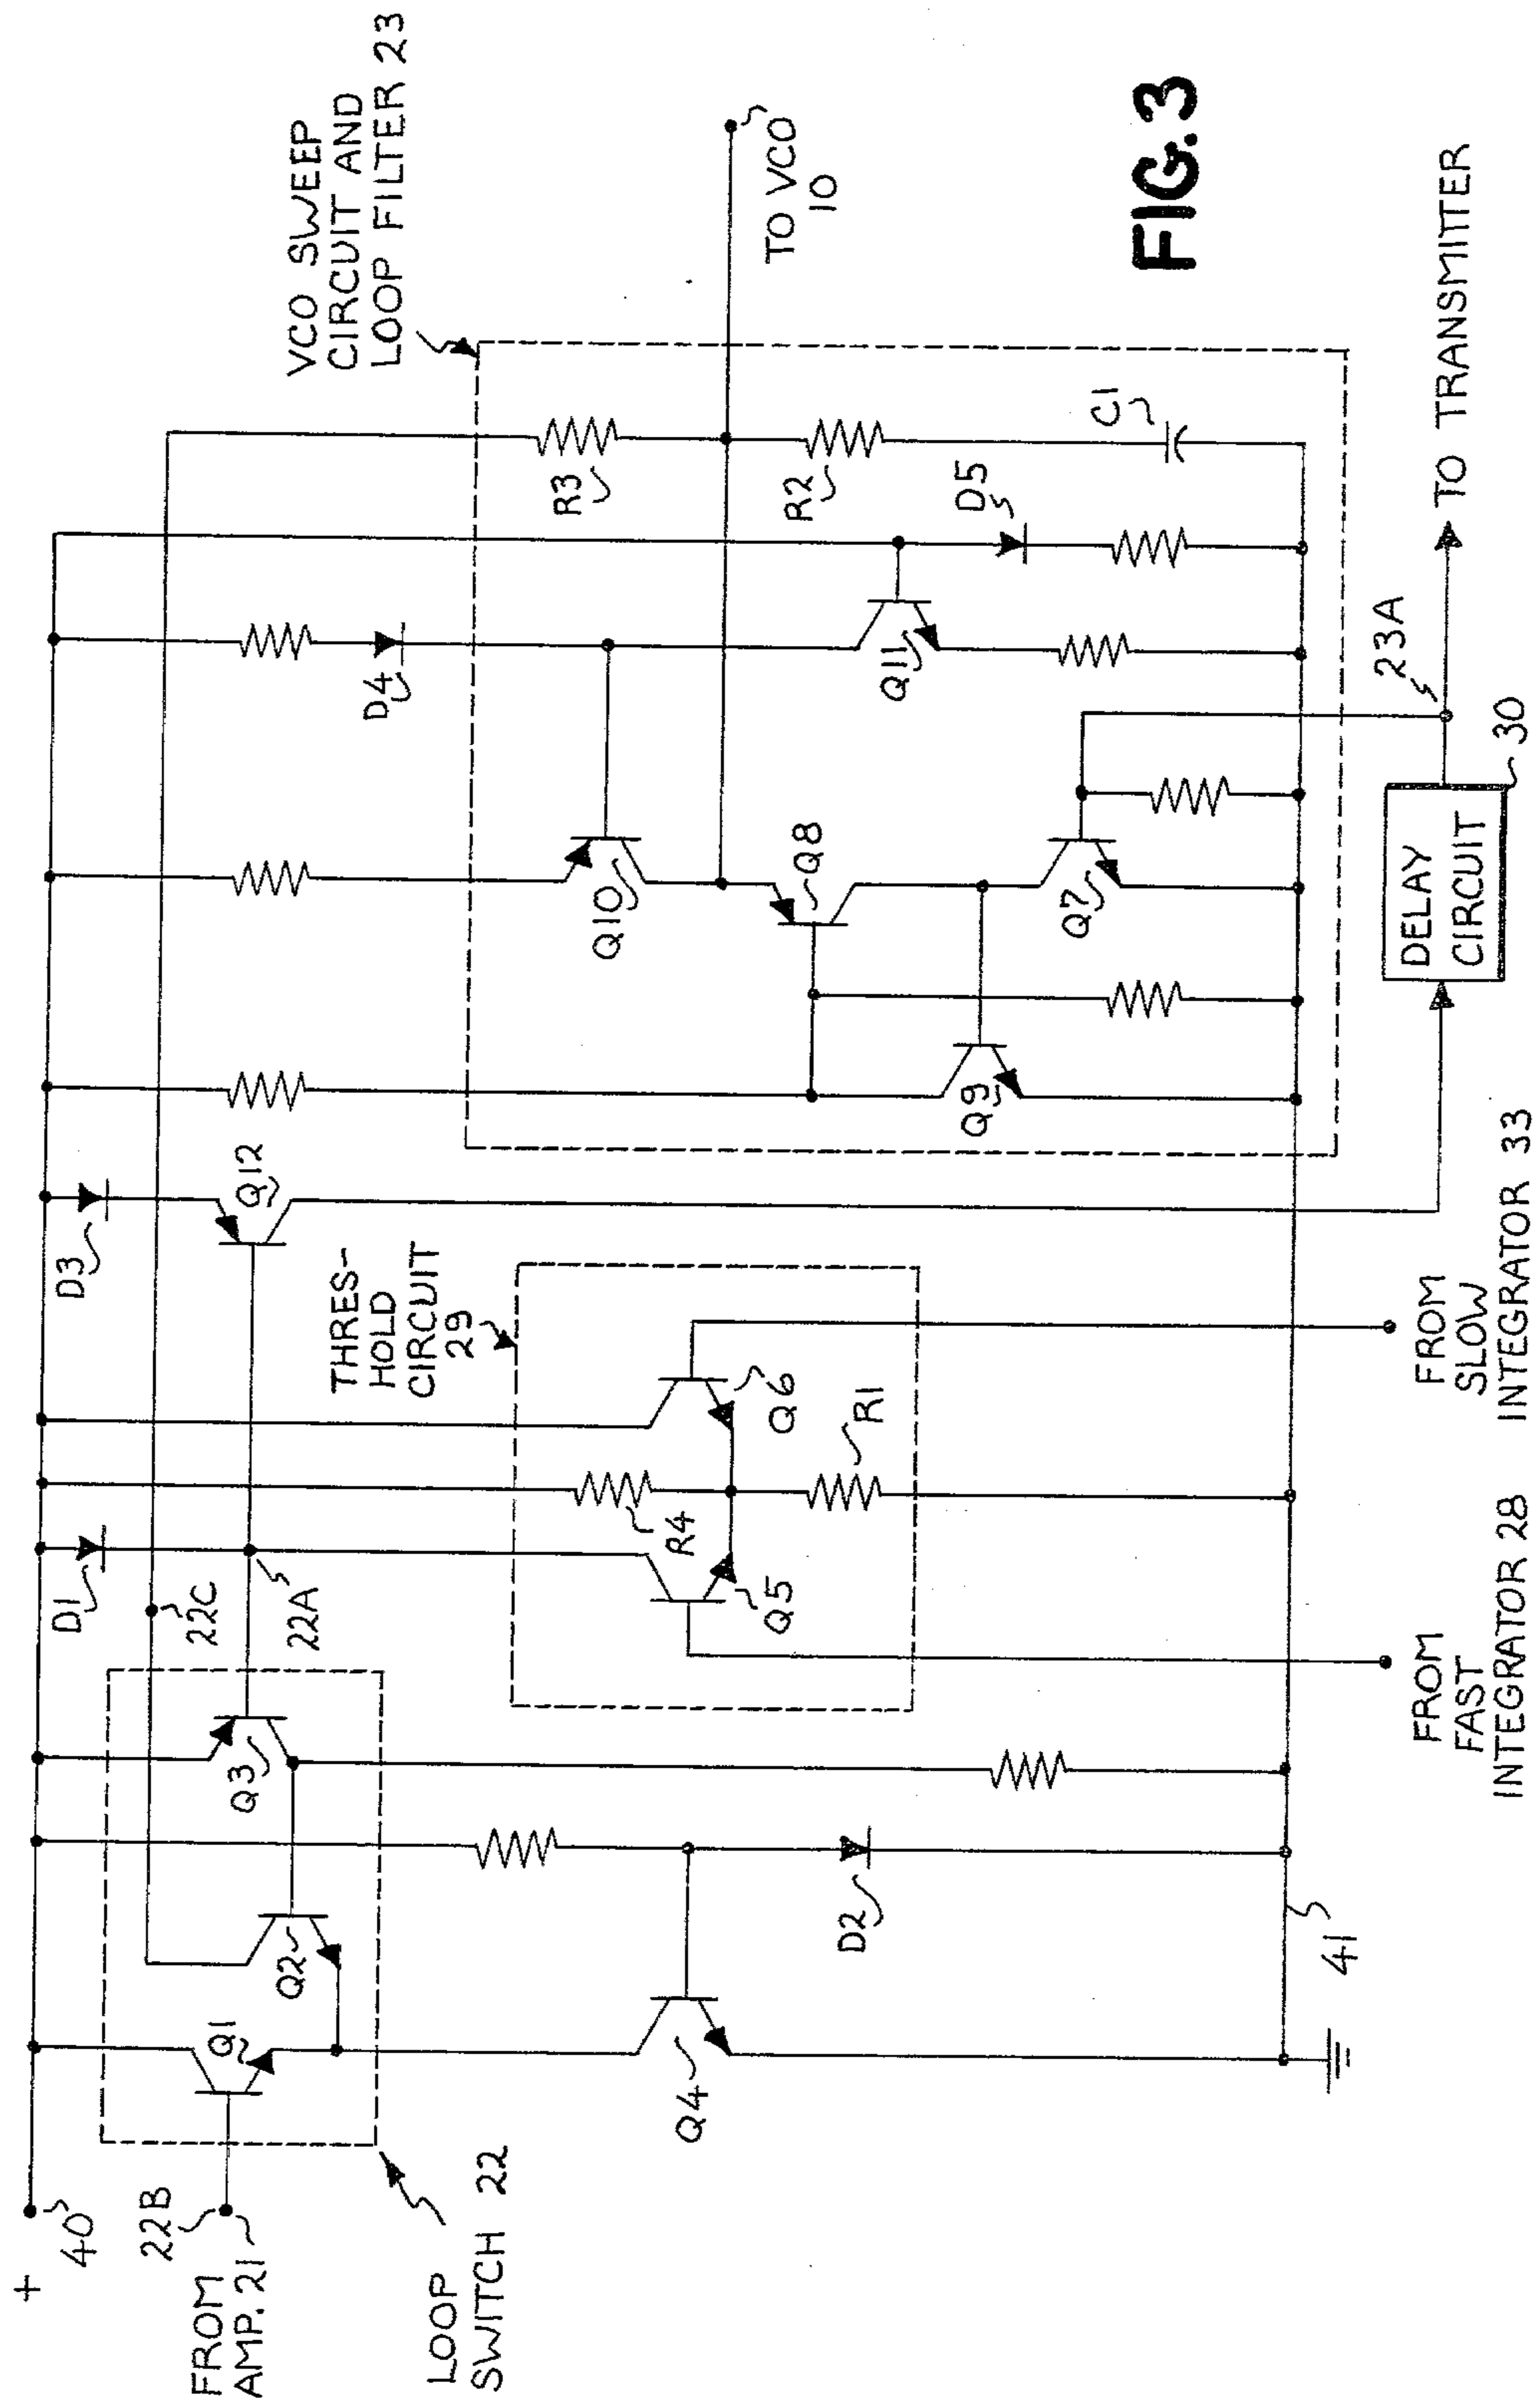 +
40
22B
FROM
AMP. 21
LOOP
SWITCH 22
Q1
Q2
Q3
22C
D1
22A
Q4
D2
41
THRES-
HOLD
CIRCUIT
29
Q5
R4
R1
Q6
FROM
FAST
INTEGRATOR 28
FROM
SLOW
INTEGRATOR 33
D3
Q12
VCO SWEEP
CIRCUIT AND
LOOP FILTER 23
Q10
D4
R3
Q8
R2
Q11
D5
Q9
Q7
C1
TO VCO
10
DELAY
CIRCUIT
30
23A
TO TRANSMITTER
FIG.3